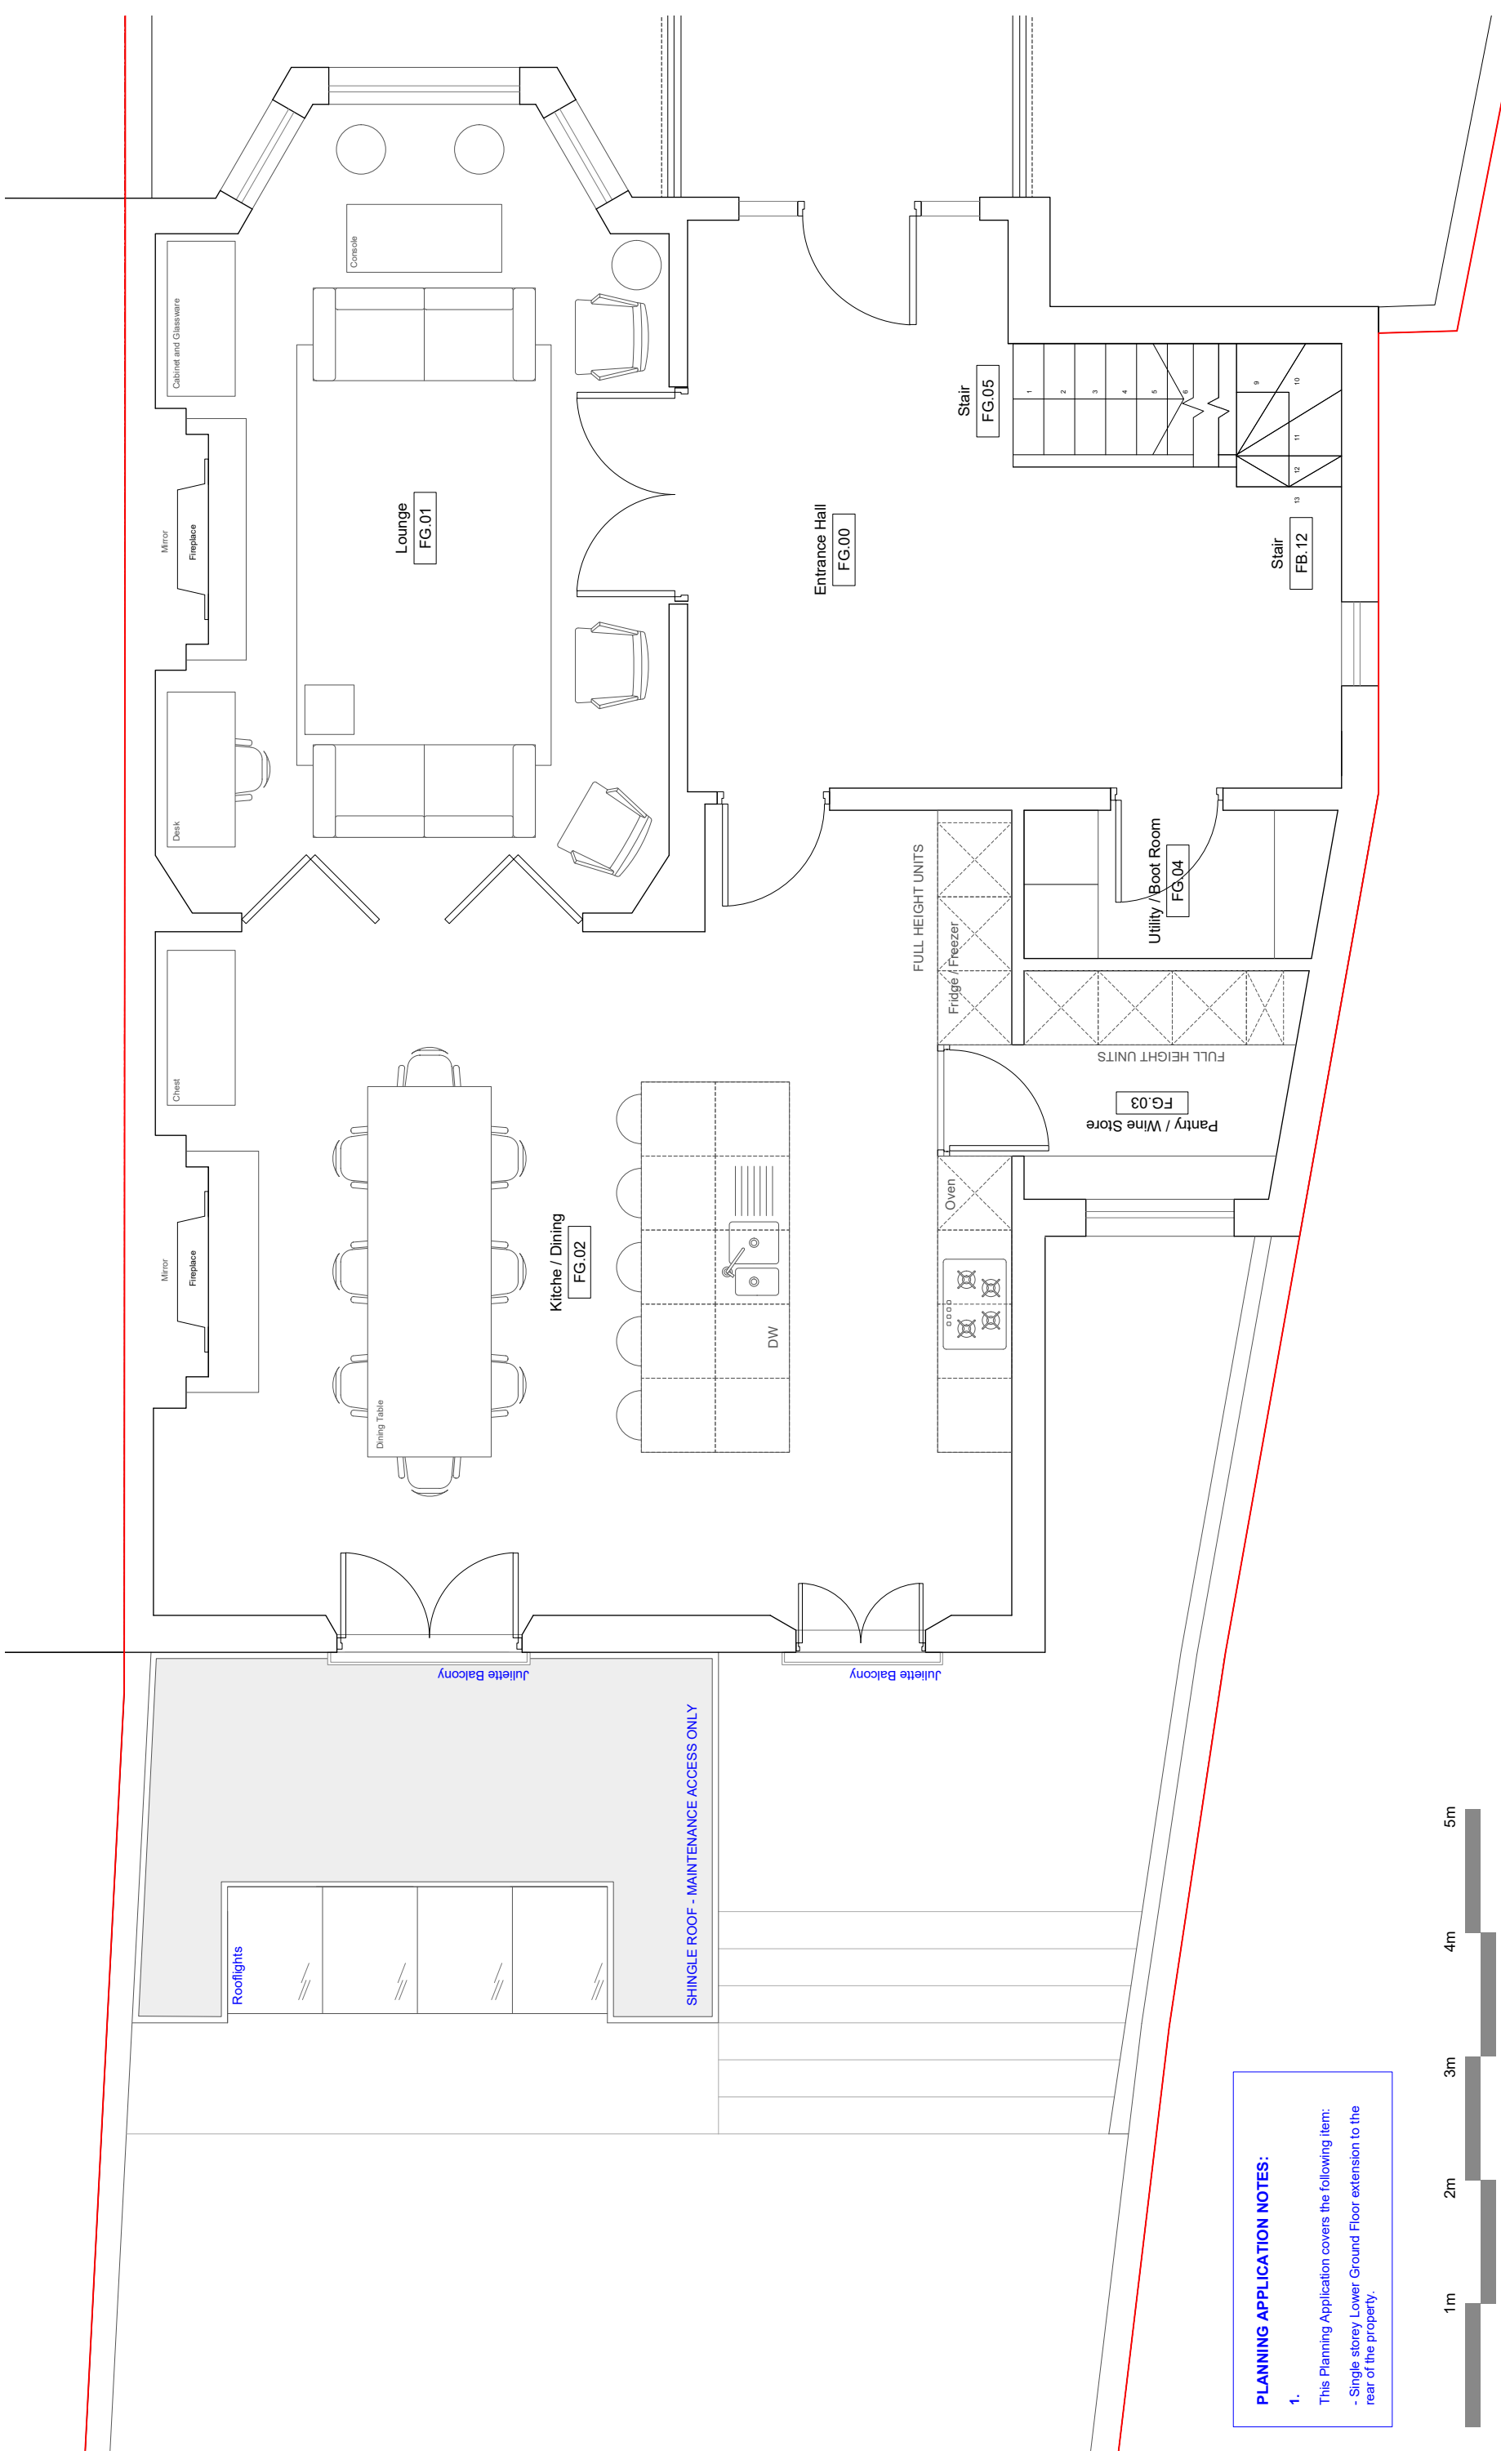 Console
Cabinet and Glassware
Mirror
Fireplace
Lounge
FG.01
Desk
Entrance Hall
FG.00
Stair
FG.05
1
2
3
4
5
6
9
10
11
12
13
Stair
FB.12
Utility / Boot Room
FG.04
FULL HEIGHT UNITS
Fridge / Freezer
FULL HEIGHT UNITS
Pantry / Wine Store
FG.03
Chest
Mirror
Fireplace
Kitche / Dining
FG.02
Oven
DW
Dining Table
Juliette Balcony
Juliette Balcony
SHINGLE ROOF - MAINTENANCE ACCESS ONLY
Rooflights
PLANNING APPLICATION NOTES:
1.
This Planning Application covers the following item:
- Single storey Lower Ground Floor extension to the
rear of the property.
1m
2m
3m
4m
5m